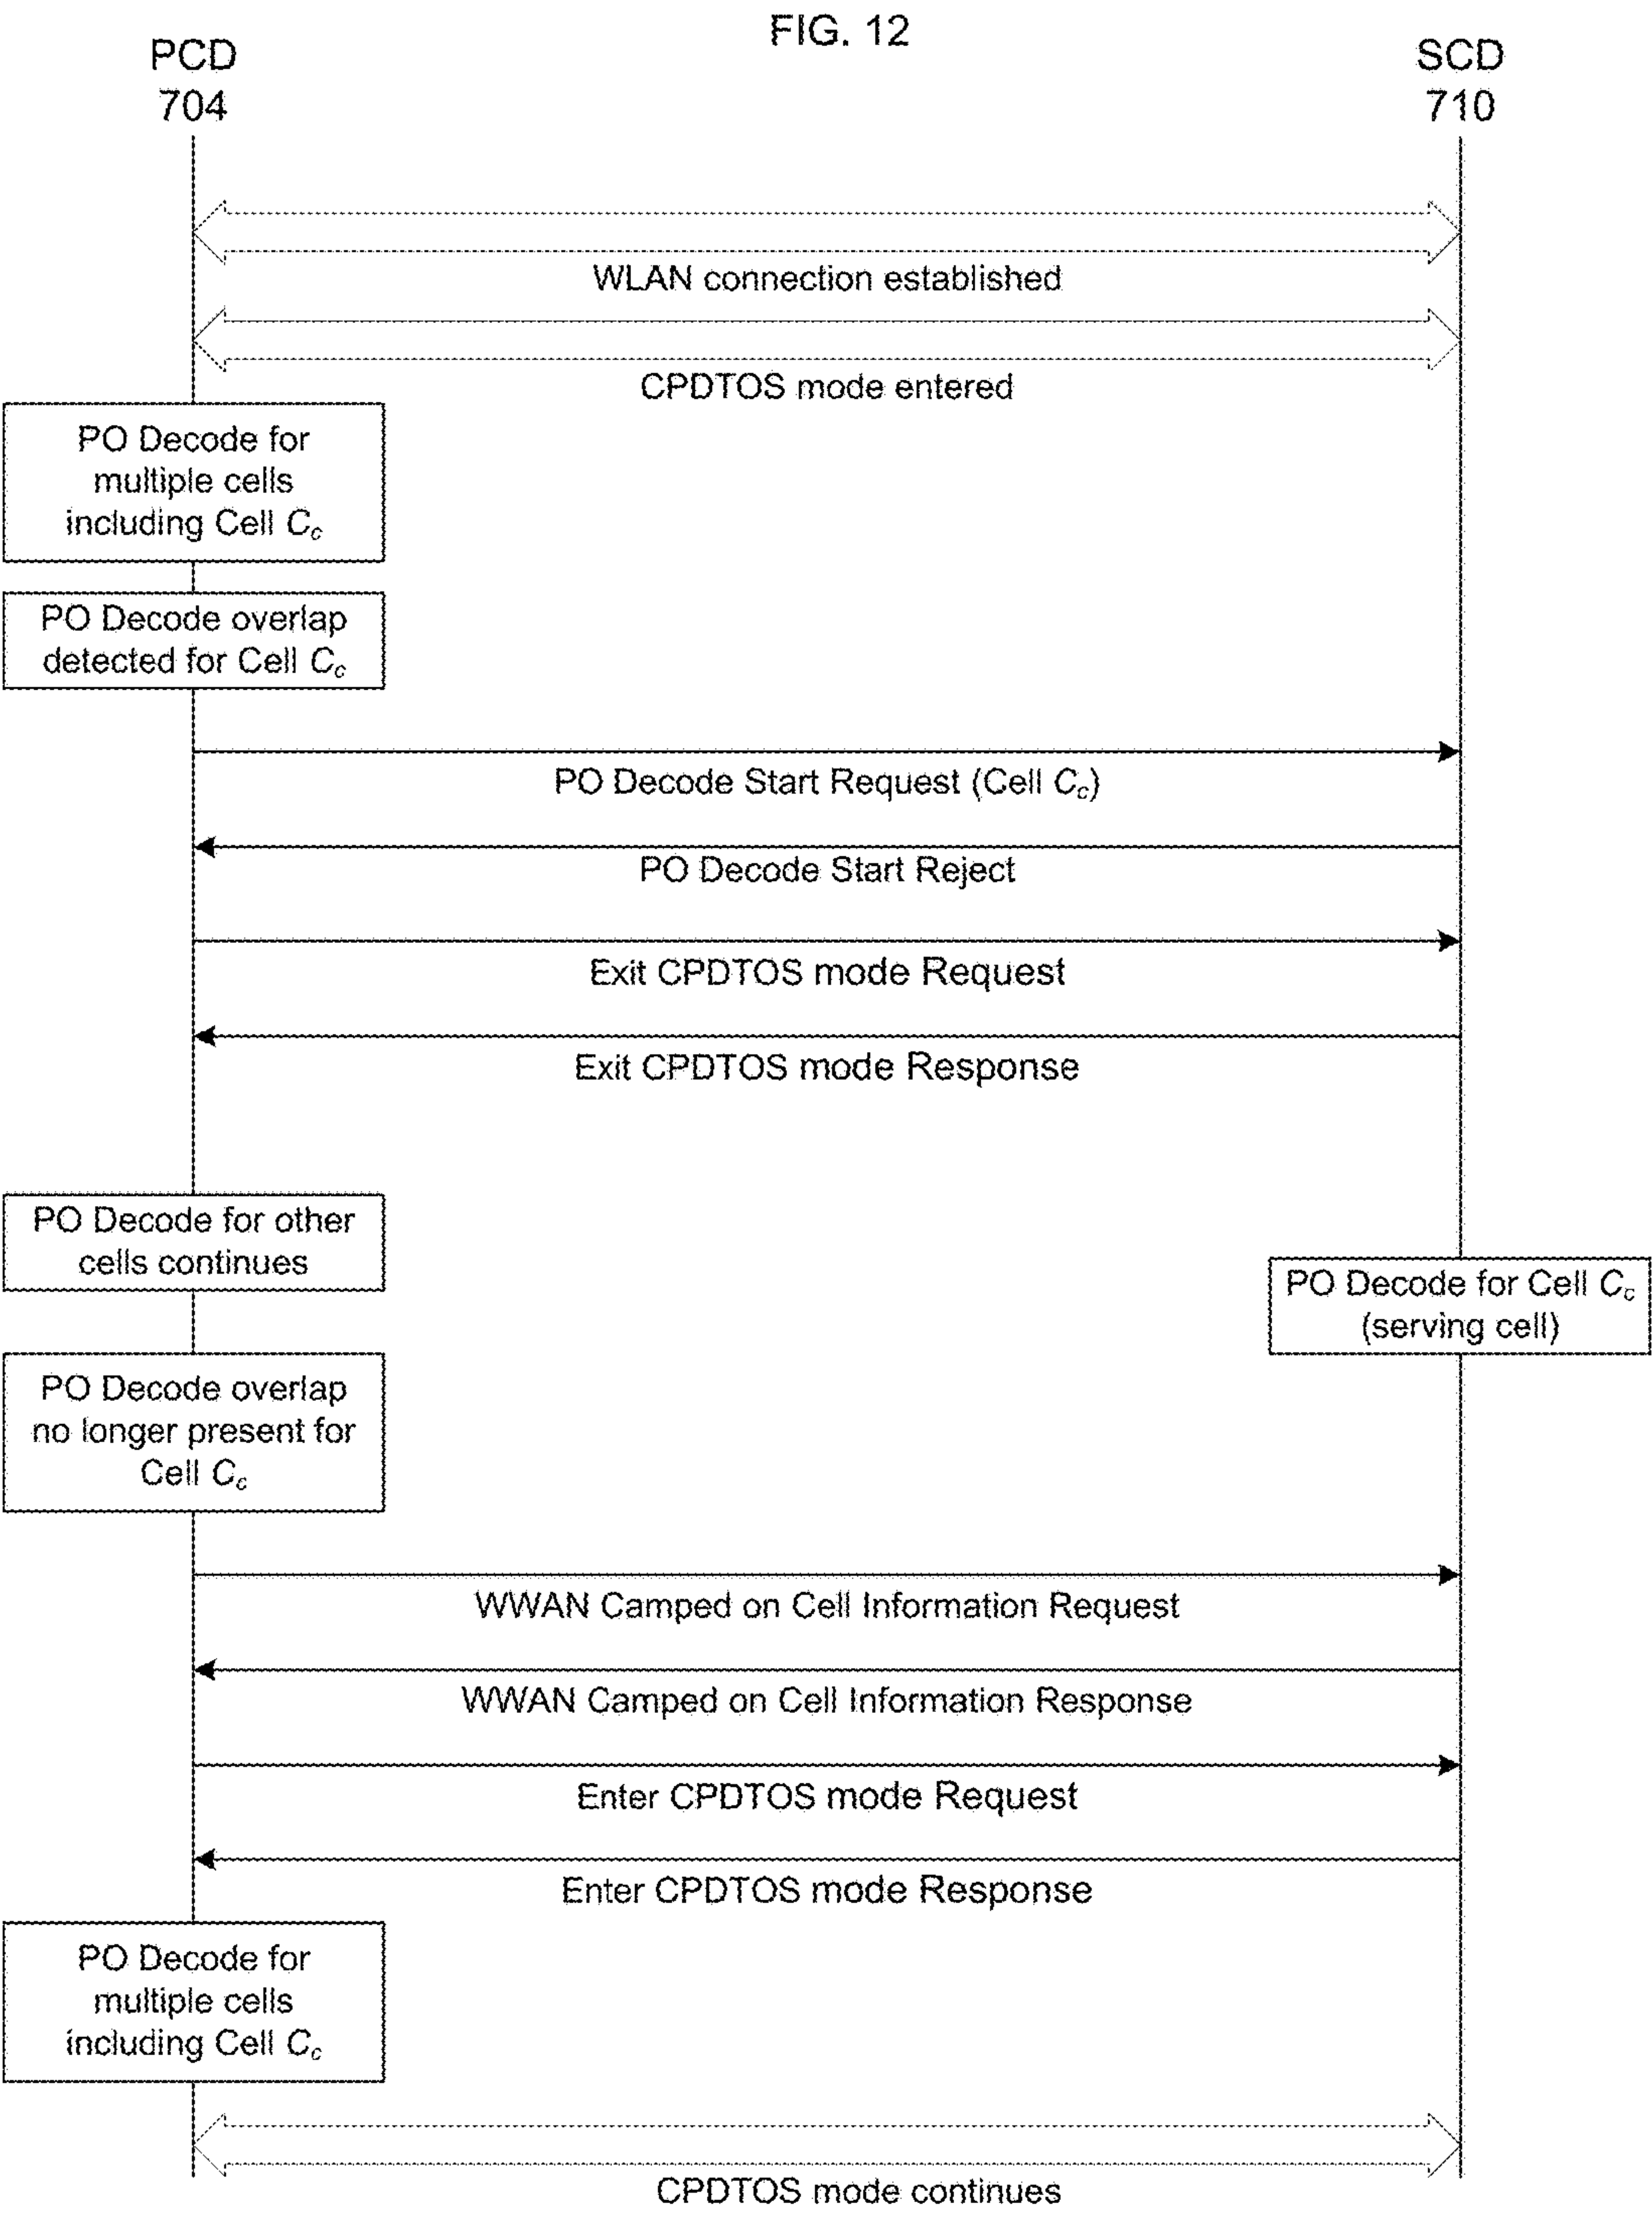 FIG. 12
PCD
704
SCD
710
WLAN connection established
CPDTOS mode entered
PO Decode for
multiple cells
including Cell Cc
PO Decode overlap
detected for Cell Cc
PO Decode Start Request (Cell Cc)
PO Decode Start Reject
Exit CPDTOS mode Request
Exit CPDTOS mode Response
PO Decode for other
cells continues
PO Decode for Cell Cc
(serving cell)
PO Decode overlap
no longer present for
Cell Cc
WWAN Camped on Cell Information Request
WWAN Camped on Cell Information Response
Enter CPDTOS mode Request
Enter CPDTOS mode Response
PO Decode for
multiple cells
including Cell Cc
CPDTOS mode continues